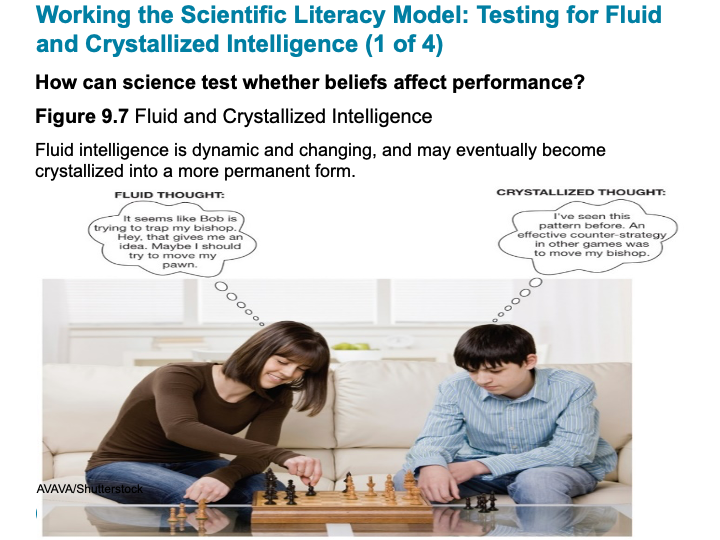 Working the Scientific Literacy Model: Testing for Fluid
and Crystallized Intelligence (1 of 4)
How can science test whether beliefs affect performance?
Figure 9.7 Fluid and Crystallized Intelligence
Fluid intelligence is dynamic and changing, and may eventually become
crystallized into a more permanent form.
FLUID THOUGHT:
It seems like Bob is
trying to trap my bishop.
Hey, that gives me an
idea. Maybe I should
try to move my
pawn.
CRYSTALLIZED THOUGHT:
I've seen this
pattern before. An
effective counter-strategy
in other games was
to move my bishop.
AVAVA/Shutterstock